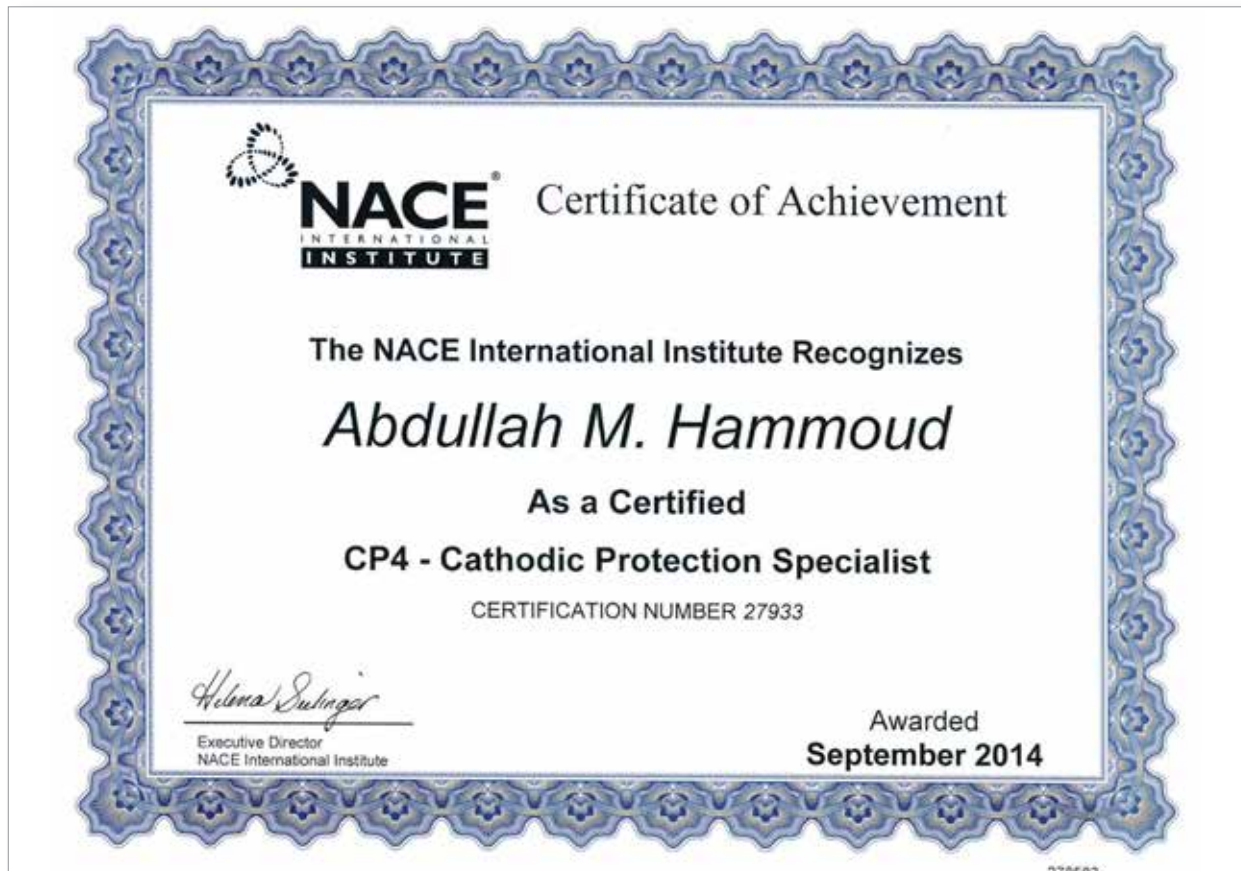 NACE®
INTERNATIONAL
INSTITUTE
Certificate of Achievement
The NACE International Institute Recognizes
Abdullah M. Hammoud
As a Certified
CP4 - Cathodic Protection Specialist
CERTIFICATION NUMBER 27933
Helena
Executive Director
NACE International Institute
Awarded
September 2014